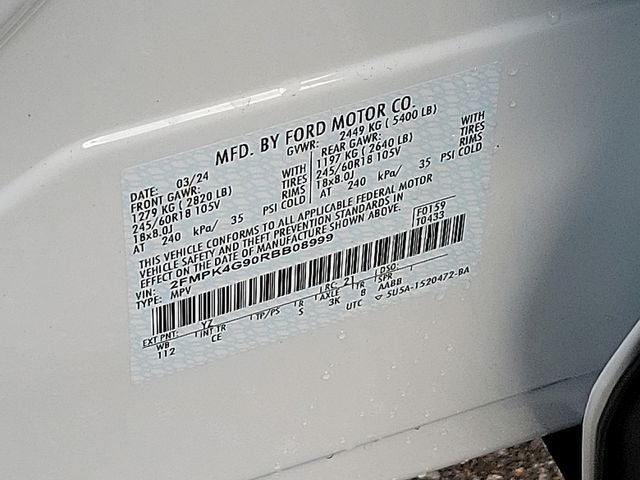 MFD. BY FORD MOTOR CO.
DATE: 03/24 GVWR: 2449 KG ( 5400 LB)
FRONT GAWR: WITH REAR GAWR: WITH
1279 KG ( 2820 LB) TIRES 1197 KG ( 2640 LB) TIRES
245/60R18 105V RIMS 245/60R18 105V RIMS
18x8.0J PSI COLD 18x8.0J PSI COLD
AT 240 kPa/ 35 AT 240 kPa/ 35
THIS VEHICLE CONFORMS TO ALL APPLICABLE FEDERAL MOTOR
VEHICLE SAFETY AND THEFT PREVENTION STANDARDS IN
EFFECT ON THE DATE OF MANUFACTURE SHOWN ABOVE.
VIN: 2FMPK4G90RBB08999 F0159
TYPE: MPV T0433
EXT PNT: YZ RC: 21 DSO:
WB INT TR TP/PS R AXLE TR SPR
112 CE S 3K 8 AABB
UTC 5U5A-1520472-BA